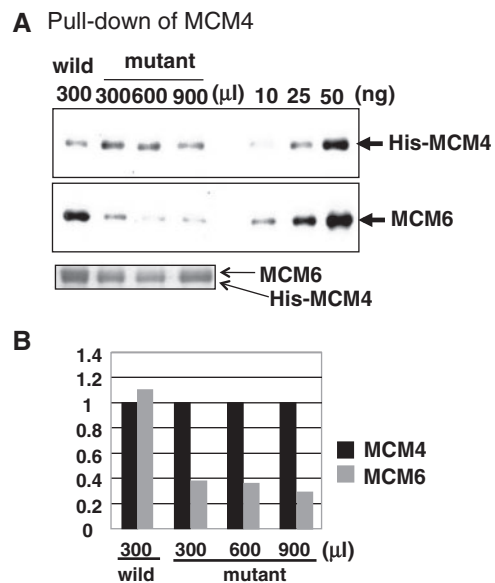 A Pull-down of MCM4
wild mutant
300 300 600 900 (μl) 10 25 50 (ng)
His-MCM4
MCM6
MCM6
His-MCM4
B
1.4
1.2
1
0.8
0.6
0.4
0.2
0
MCM4
MCM6
300 300 600 900 (μl)
wild mutant